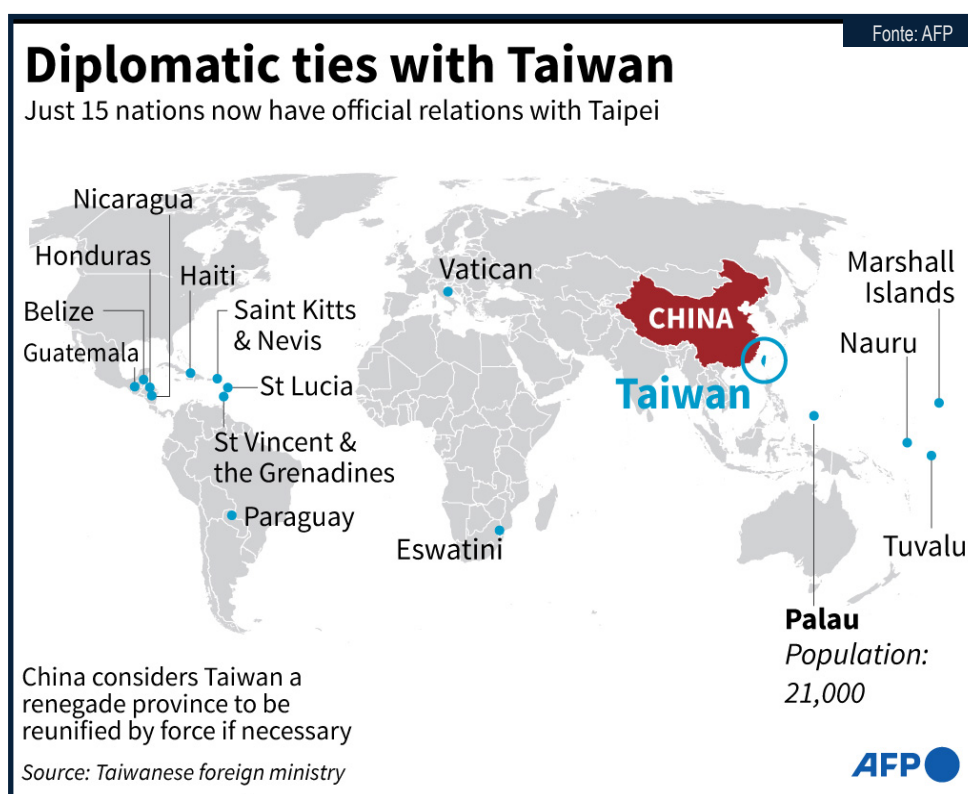 Fonte: AFP
Diplomatic ties with Taiwan
Just 15 nations now have official relations with Taipei
Nicaragua
Honduras
Haiti
Belize
Guatemala
Saint Kitts
& Nevis
St Lucia
St Vincent &
the Grenadines
Paraguay
Vatican
Eswatini
CHINA
Taiwan
Marshall
Islands
Nauru
Tuvalu
Palau
Population:
21,000
China considers Taiwan a
renegade province to be
reunified by force if necessary
Source: Taiwanese foreign ministry
AFP